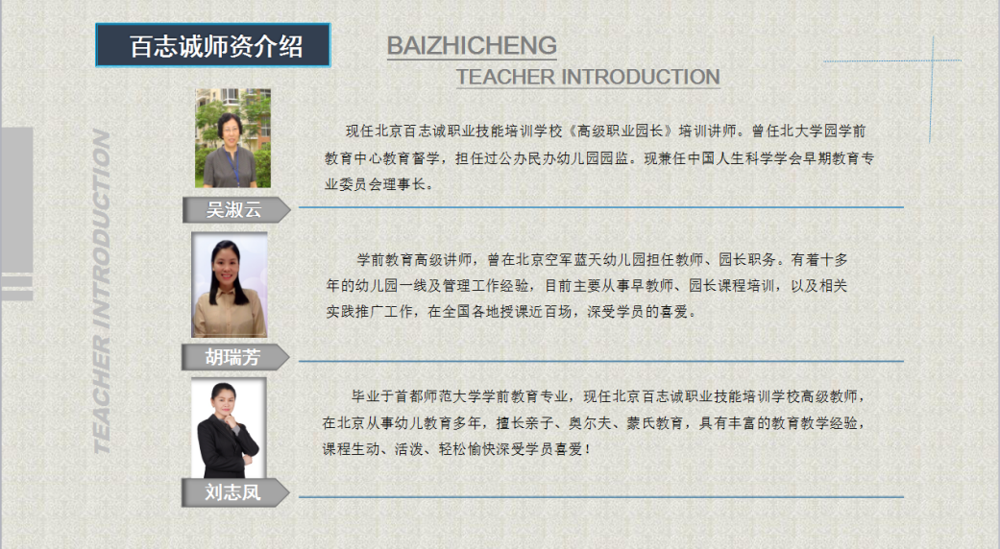 百志诚师资介绍
BAIZHICHENG
TEACHER INTRODUCTION
TEACHER INTRODUCTION
现任北京百志诚职业技能培训学校《高级职业园长》培训讲师。曾任北大学园学前
教育中心教育督学，担任过公办民办幼儿园园监。现兼任中国人生科学学会早期教育专
业委员会理事长。
吴淑云
学前教育高级讲师，曾在北京空军蓝天幼儿园担任教师、园长职务。有着十多
年的幼儿园一线及管理工作经验，目前主要从事早教师、园长课程培训，以及相关
实践推广工作，在全国各地授课近百场，深受学员的喜爱。
胡瑞芳
毕业于首都师范大学学前教育专业，现任北京百志诚职业技能培训学校高级教师，
在北京从事幼儿教育多年，擅长亲子、奥尔夫、蒙氏教育，具有丰富的教育教学经验，
课程生动、活泼、轻松愉快深受学员喜爱！
刘志凤